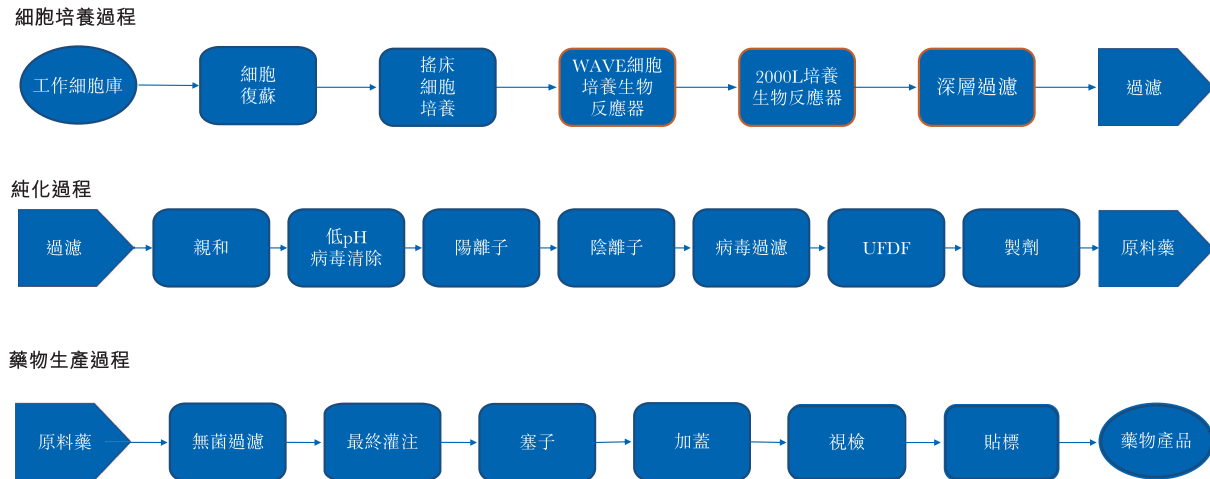 細胞培養過程
工作細胞庫
細胞
復蘇
搖床
細胞
培養
WAVE細胞
培養生物
反應器
2000L培養
生物反應器
深層過濾
過濾
純化過程
過濾
親和
低pH
病毒清除
陽離子
陰離子
病毒過濾
UFDF
製劑
原料藥
藥物生產過程
原料藥
無菌過濾
最終灌注
塞子
加蓋
視檢
貼標
藥物產品